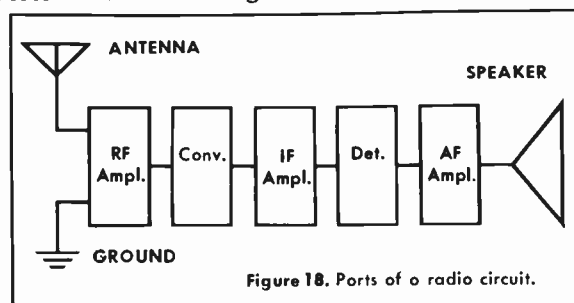 ANTENNA
SPEAKER
RF
Ampl.
Conv.
IF
Ampl.
Det.
AF
Ampl.
GROUND
Figure 18. Ports of o radio circuit.